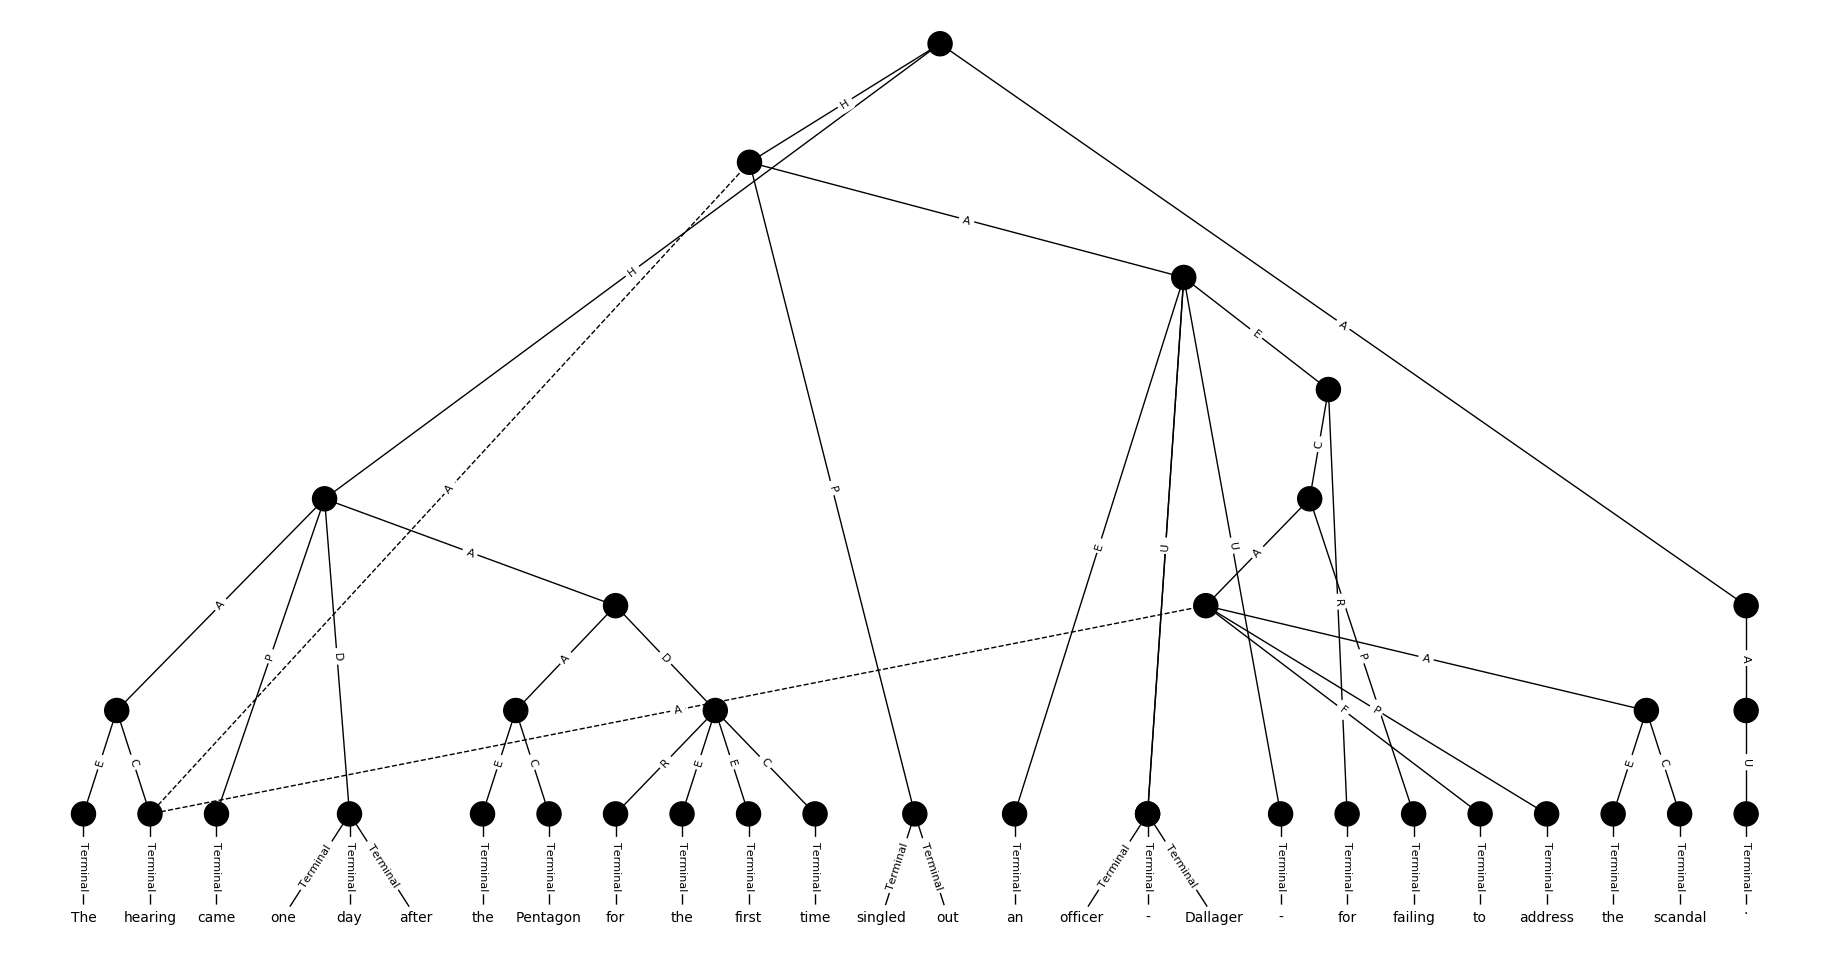 H
A
H
A
E
A
C
P
A
A
E
U
U
A
A
R
P
D
A
D
P
A
A
A
F
P
E
C
E
C
R
E
E
C
E
C
U
Terminal Terminal Terminal Terminal Terminal Terminal Terminal Terminal Terminal Terminal Terminal Terminal Terminal Terminal Terminal Terminal Terminal Terminal Terminal Terminal Terminal Terminal Terminal Terminal Terminal Terminal
The hearing came one day after the Pentagon for the first time singled out an officer - Dallager - for failing to address the scandal .